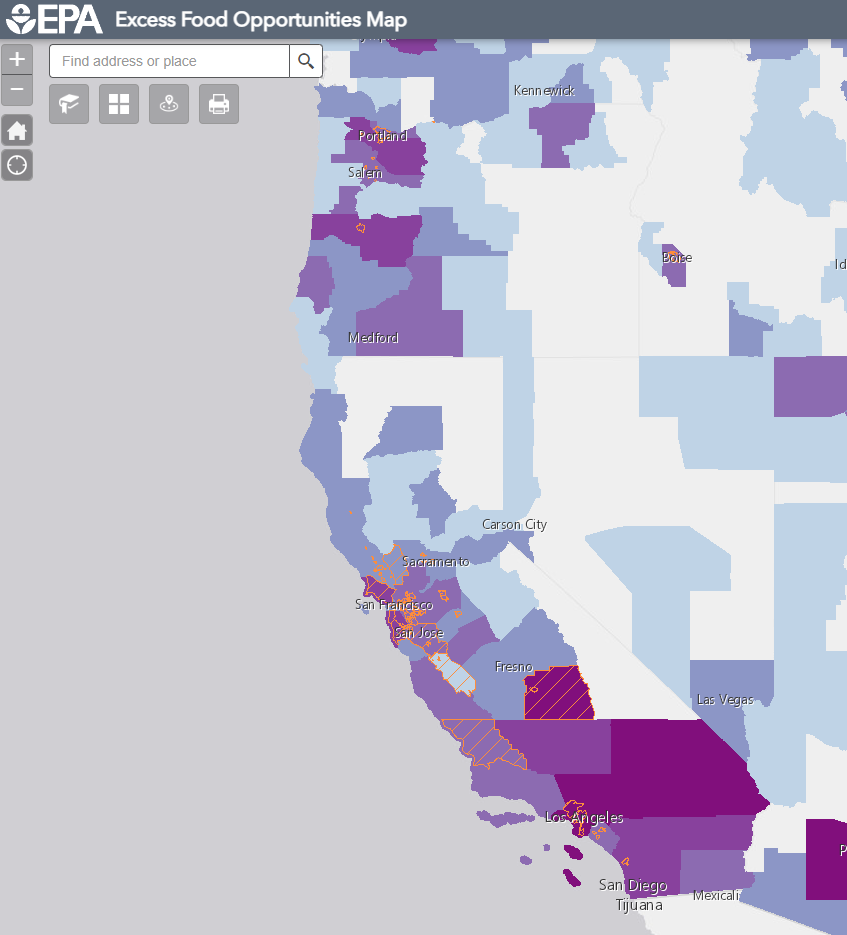 EPA Excess Food Opportunities Map
+
Find address or place
−
Kennewick
Portland
Salem
Boise
Medford
Carson City
Sacramento
San Francisco
San Jose
Fresno
Las Vegas
Los Angeles
San Diego
Mexicali
Tijuana